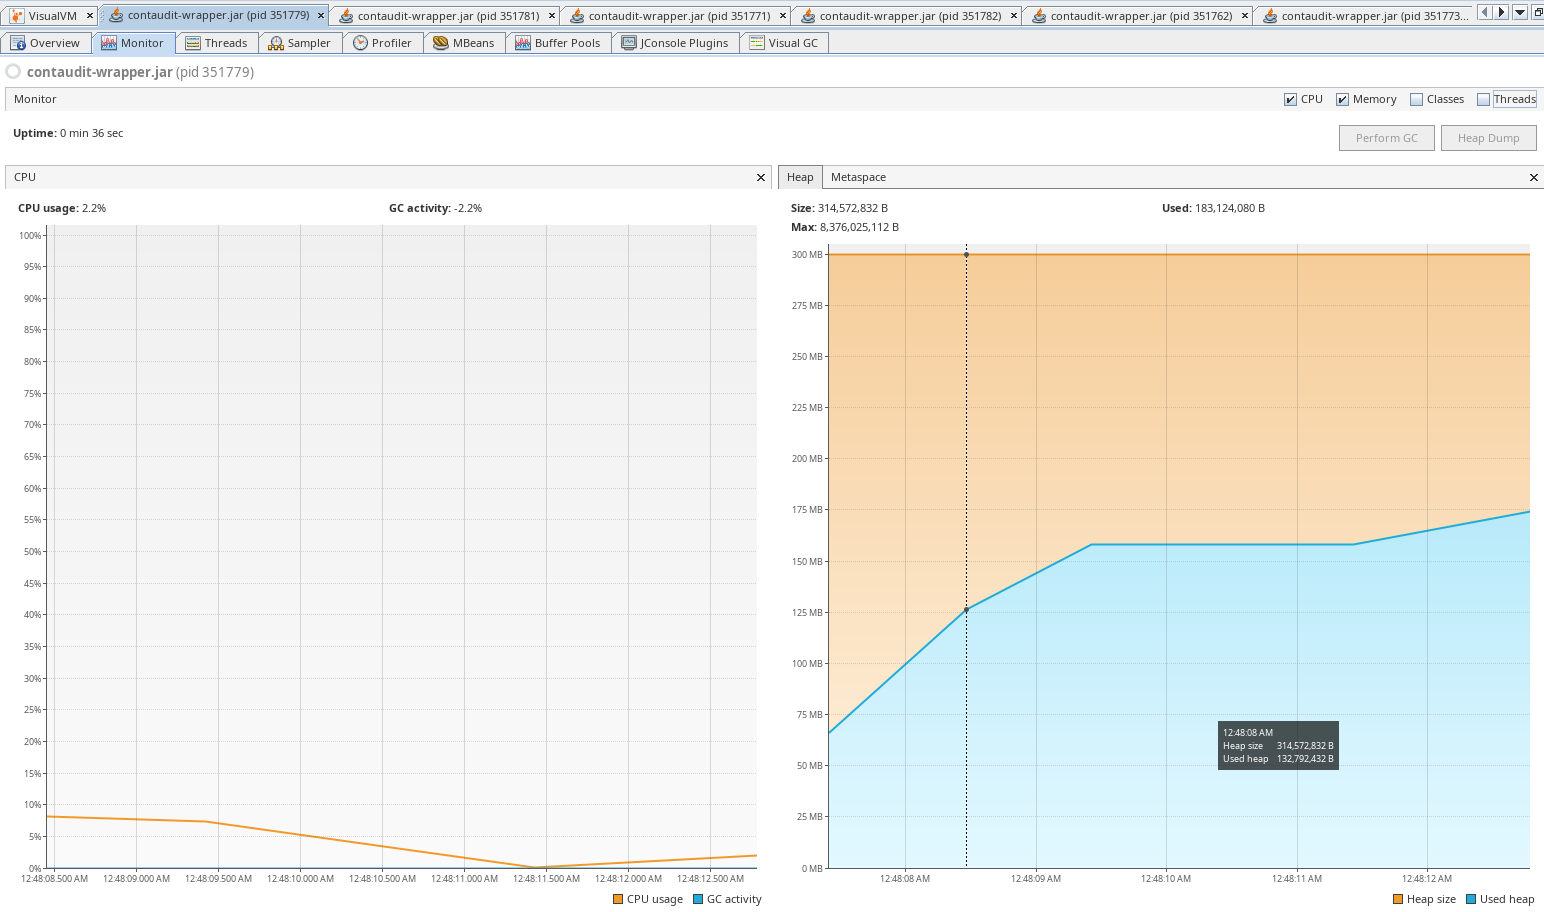 VisualVM contaudit-wrapper.jar (pid 351779) contaudit-wrapper.jar (pid 351781) contaudit-wrapper.jar (pid 351771) contaudit-wrapper.jar (pid 351782) contaudit-wrapper.jar (pid 351762) contaudit-wrapper.jar (pid 351773...
Overview Monitor Threads Sampler Profiler MBeans Buffer Pools JConsole Plugins Visual GC
contaudit-wrapper.jar (pid 351779)
Monitor CPU Memory Classes Threads
Uptime: 0 min 36 sec
Perform GC Heap Dump
CPU
CPU usage: 2.2% GC activity: -2.2%
100%
95%
90%
85%
80%
75%
70%
65%
60%
55%
50%
45%
40%
35%
30%
25%
20%
15%
10%
5%
0%
12:48:08.500 AM 12:48:09.000 AM 12:48:09.500 AM 12:48:10.000 AM 12:48:10.500 AM 12:48:11.000 AM 12:48:11.500 AM 12:48:12.000 AM 12:48:12.500 AM
CPU usage GC activity
Heap Metaspace
Size: 314,572,832 B Used: 183,124,080 B
Max: 8,376,025,112 B
300 MB
275 MB
250 MB
225 MB
200 MB
175 MB
150 MB
125 MB
100 MB
75 MB
50 MB
25 MB
0 MB
12:48:08 AM
Heap size 314,572,832 B
Used heap 132,792,432 B
12:48:08 AM 12:48:09 AM 12:48:10 AM 12:48:11 AM 12:48:12 AM
Heap size Used heap